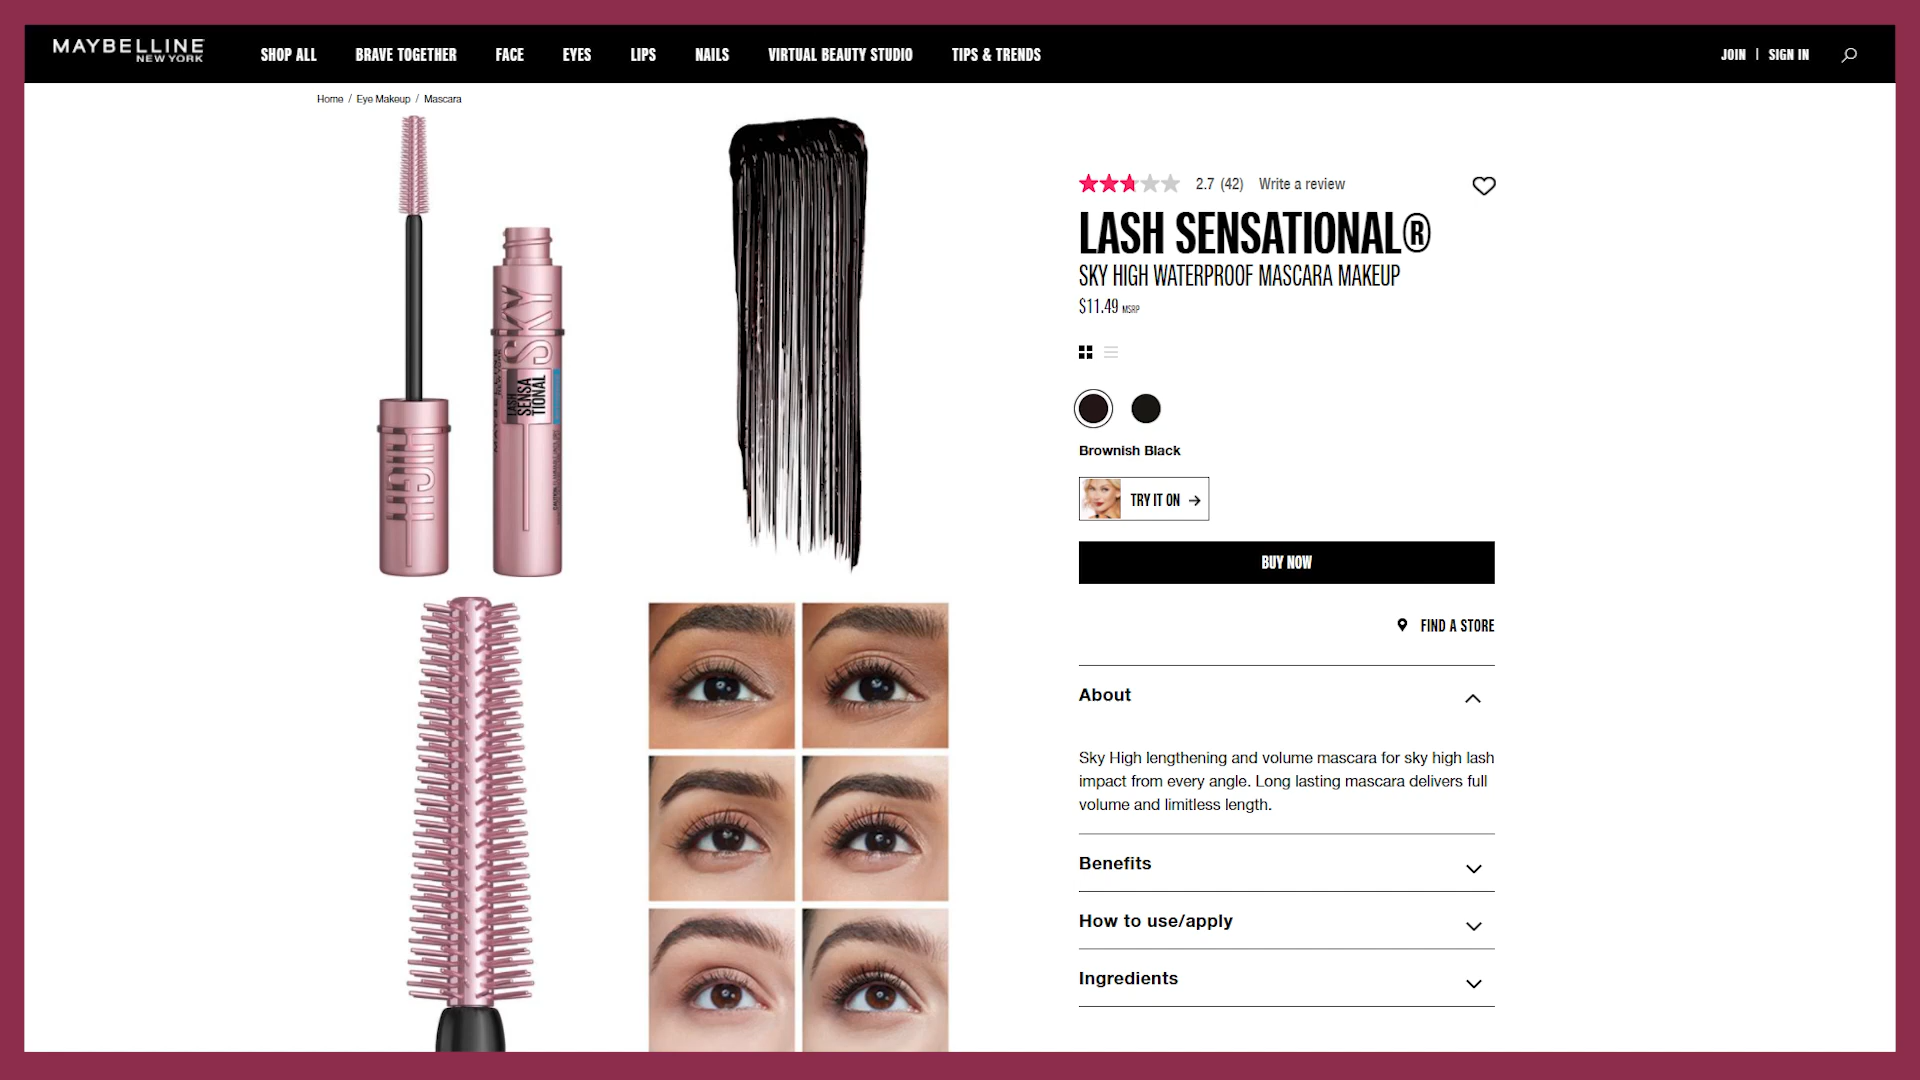 MAYBELLINE
NEW YORK
SHOP ALL
BRAVE TOGETHER
FACE
EYES
LIPS
NAILS
VIRTUAL BEAUTY STUDIO
TIPS & TRENDS
JOIN | SIGN IN
Home / Eye Makeup / Mascara
HIGH
SKY
LASH
SENSA
TIONAL
2.7 (42) Write a review
LASH SENSATIONAL®
SKY HIGH WATERPROOF MASCARA MAKEUP
$11.49 MSRP
Brownish Black
TRY IT ON →
BUY NOW
FIND A STORE
About
Sky High lengthening and volume mascara for sky high lash
impact from every angle. Long lasting mascara delivers full
volume and limitless length.
Benefits
How to use/apply
Ingredients